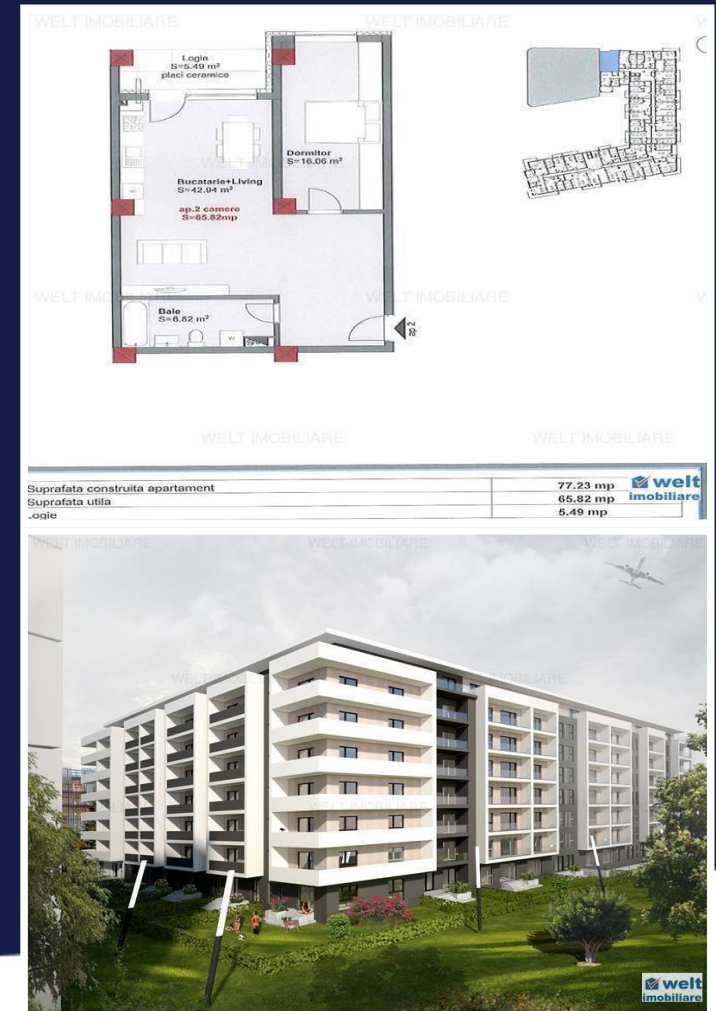 WELT IMOBILIARE
WELT IMOBILIARE
Logie
S=5.49 m²
placi ceramice
Dormitor
S=16.06 m²
Bucatarie+Living
S=42.94 m²
ap.2 camere
S=65.82mp
WELT IMOBILIARE
Baie
S=6.82 m²
W
ap.2
WELT IMOBILIARE
WELT IMOBILIARE
Suprafata construita apartament 77.23 mp
Suprafata utila 65.82 mp
Logie 5.49 mp
welt
imobiliare
WELT IMOBILIARE
WELT IMOBILIARE
WELT IMOBILIARE
WELT IMOBILIARE
welt
imobiliare